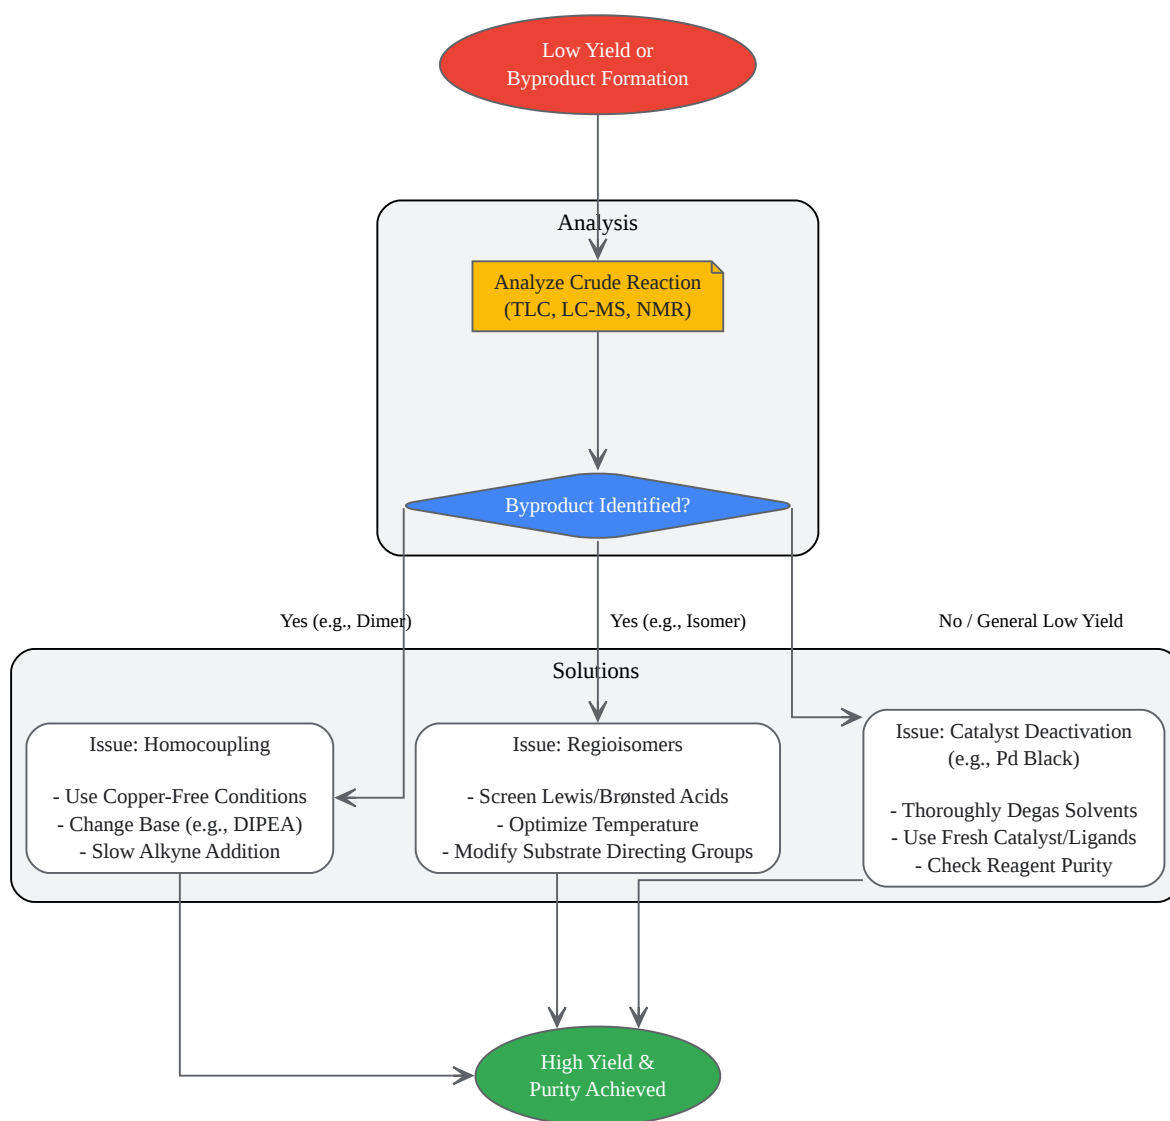 Low Yield or
Byproduct Formation
Analysis
Analyze Crude Reaction
(TLC, LC-MS, NMR)
Byproduct Identified?
Yes (e.g., Dimer)
Yes (e.g., Isomer)
No / General Low Yield
Solutions
Issue: Homocoupling
- Use Copper-Free Conditions
- Change Base (e.g., DIPEA)
- Slow Alkyne Addition
Issue: Regioisomers
- Screen Lewis/Brønsted Acids
- Optimize Temperature
- Modify Substrate Directing Groups
Issue: Catalyst Deactivation
(e.g., Pd Black)
- Thoroughly Degas Solvents
- Use Fresh Catalyst/Ligands
- Check Reagent Purity
High Yield &
Purity Achieved